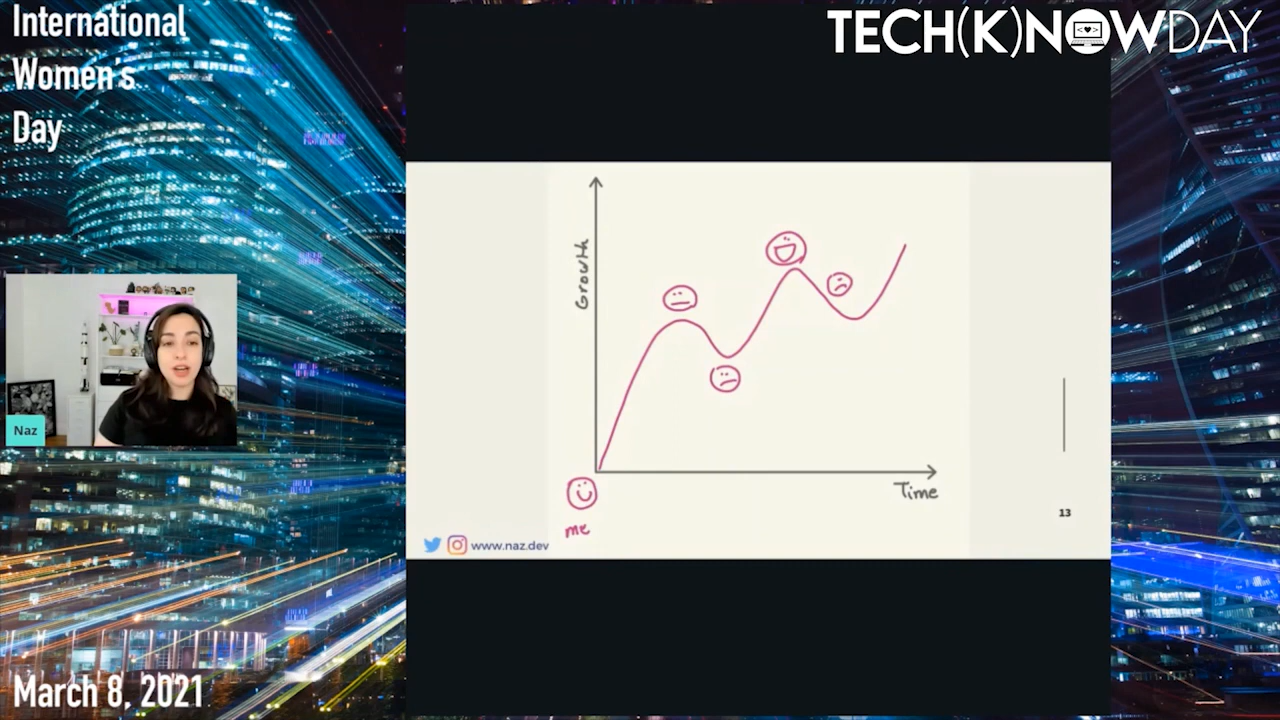 International
Women's
Day
TECH(K)NOWDAY
Growth
Time
me
13
www.naz.dev
Naz
March 8, 2021